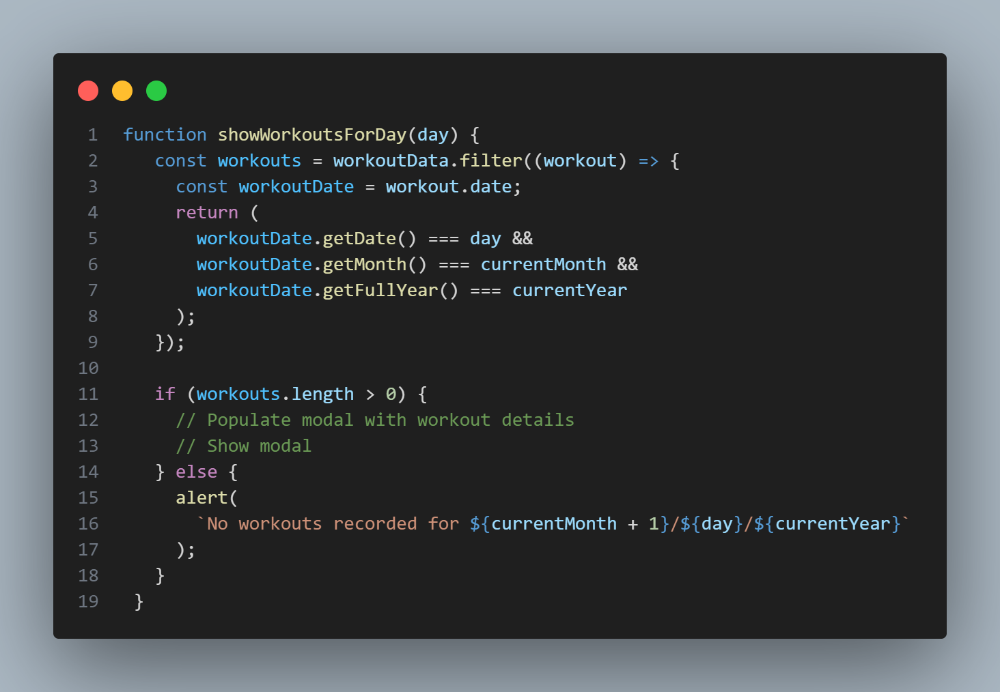 1 function showWorkoutsForDay(day) {
2 const workouts = workoutData.filter((workout) => {
3 const workoutDate = workout.date;
4 return (
5 workoutDate.getDate() === day &&
6 workoutDate.getMonth() === currentMonth &&
7 workoutDate.getFullYear() === currentYear
8 );
9 });
10
11 if (workouts.length > 0) {
12 // Populate modal with workout details
13 // Show modal
14 } else {
15 alert(
16 `No workouts recorded for ${currentMonth + 1}/${day}/${currentYear}`
17 );
18 }
19 }